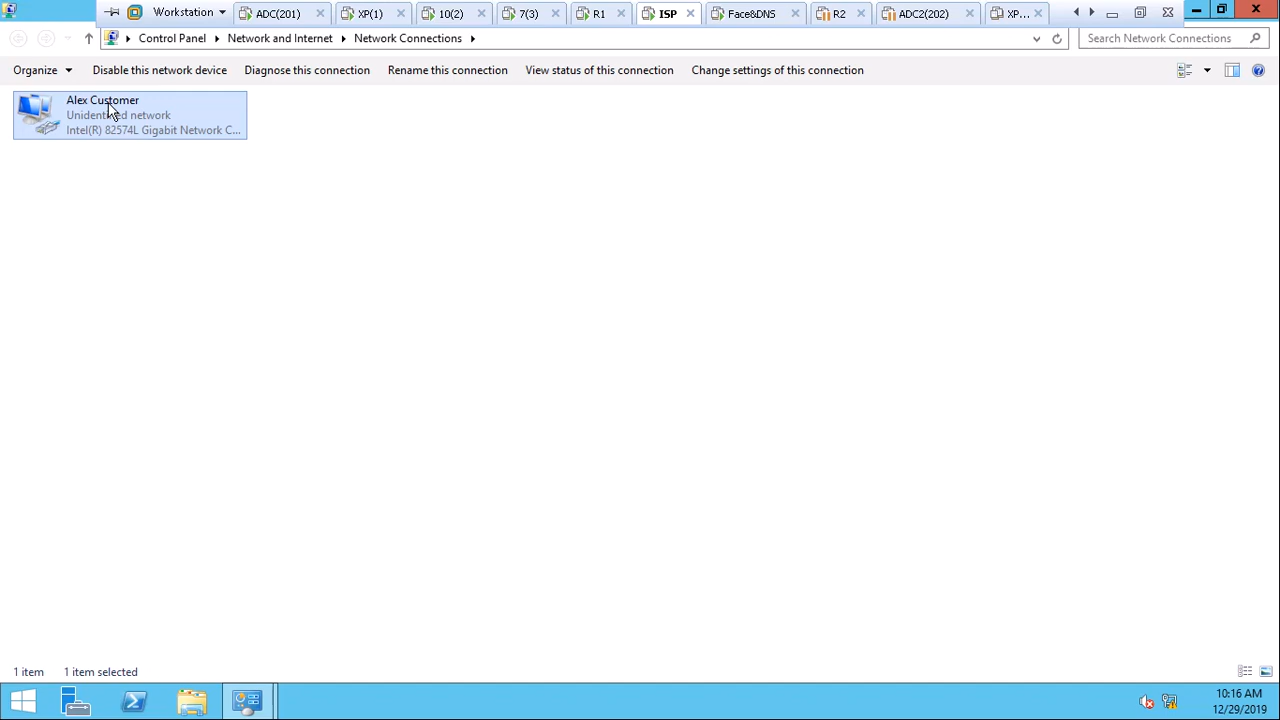 Workstation ADC(201) XP(1) 10(2) R1 ISP Face&DNS R2 ADC2(202) XP...
Control Panel Network and Internet Network Connections Search Network Connections
Organize Disable this network device Diagnose this connection Rename this connection View status of this connection Change settings of this connection
Alex Customer
Unidentified network
Intel(R) 82574L Gigabit Network C...
1 item 1 item selected
10:16 AM
12/29/2019